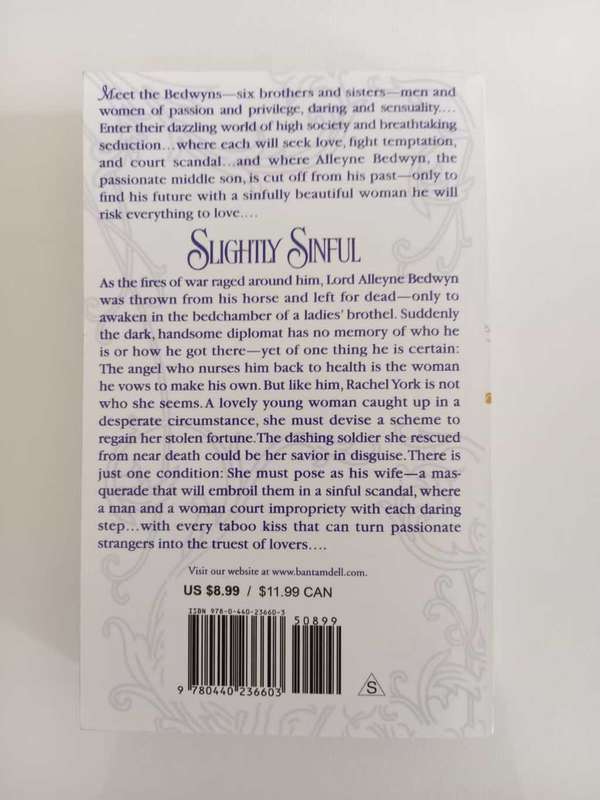 Meet the Bedwyns—six brothers and sisters—men and
women of passion and privilege, daring and sensuality....
Enter their dazzling world of high society and breathtaking
seduction...where each will seek love, fight temptation,
and court scandal...and where Alleyne Bedwyn, the
passionate middle son, is cut off from his past—only to
find his future with a sinfully beautiful woman he will
risk everything to love....
SLIGHTLY SINFUL
As the fires of war raged around him, Lord Alleyne Bedwyn
was thrown from his horse and left for dead—only to
awaken in the bedchamber of a ladies' brothel. Suddenly
the dark, handsome diplomat has no memory of who he
is or how he got there—yet of one thing he is certain:
The angel who nurses him back to health is the woman
he vows to make his own. But like him, Rachel York is not
who she seems. A lovely young woman caught up in a
desperate circumstance, she must devise a scheme to
regain her stolen fortune. The dashing soldier she rescued
from near death could be her savior in disguise. There is
just one condition: She must pose as his wife—a mas-
querade that will embroil them in a sinful scandal, where
a man and a woman court impropriety with each daring
step...with every taboo kiss that can turn passionate
strangers into the truest of lovers....
Visit our website at www.bantamdell.com.
US $8.99 / $11.99 CAN
ISBN 978-0-440-23660-3
50899
9 780440 236603
S